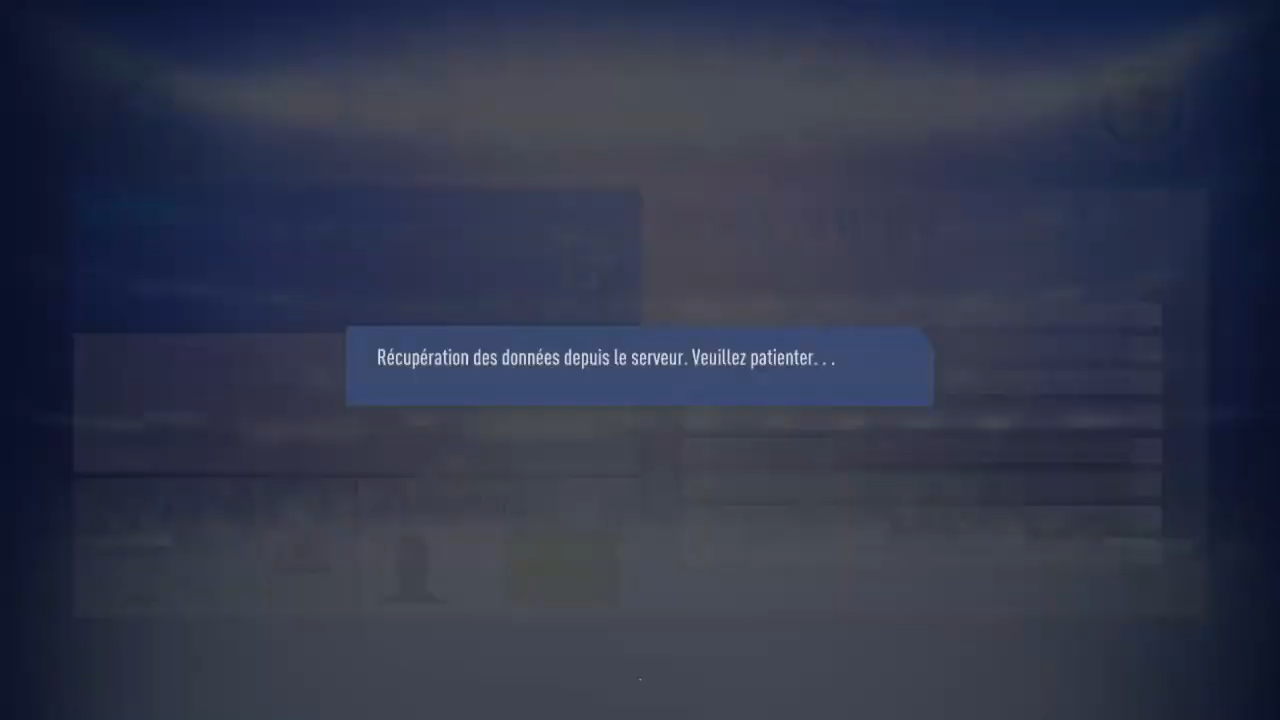 Récupération des données depuis le serveur. Veuillez patienter. . .